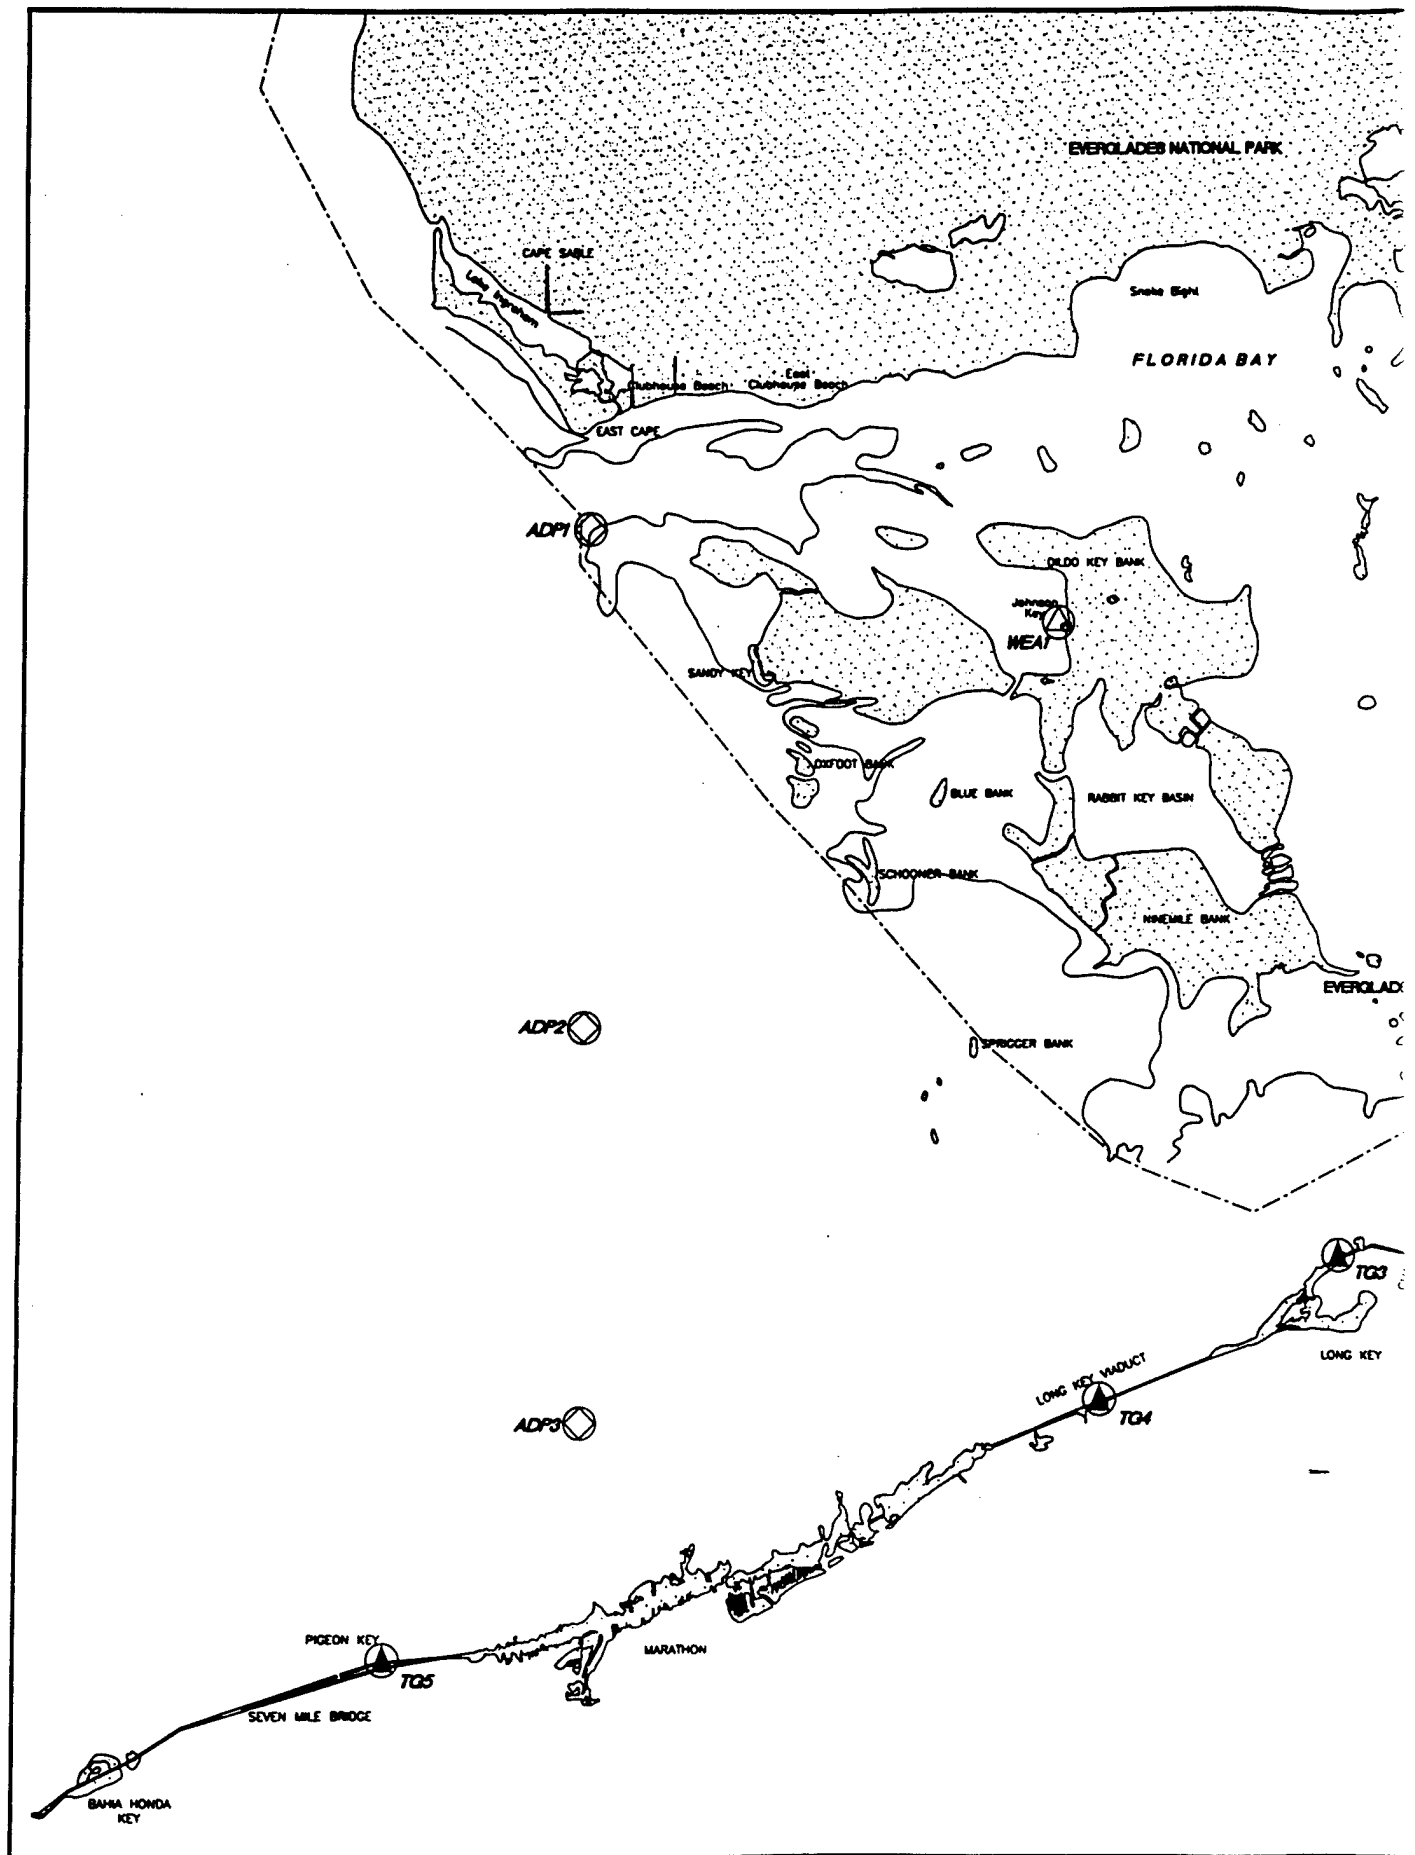 EVERGLADES NATIONAL PARK
CAPE SABLE
Lake Ingraham
Snake Bight
FLORIDA BAY
Clubhouse Beach
East
Clubhouse Beach
EAST CAPE
ADP1
DILDO KEY BANK
Johnson
Key
WEA1
SANDY KEY
OXFOOT BANK
BLUE BANK
RABBIT KEY BASIN
SCHOONER BANK
NINEMILE BANK
EVERGLAD
ADP2
SPRIGGER BANK
TG3
LONG KEY
LONG KEY VIADUCT
TG4
ADP3
MARATHON
PIGEON KEY
TG5
SEVEN MILE BRIDGE
BAHIA HONDA
KEY